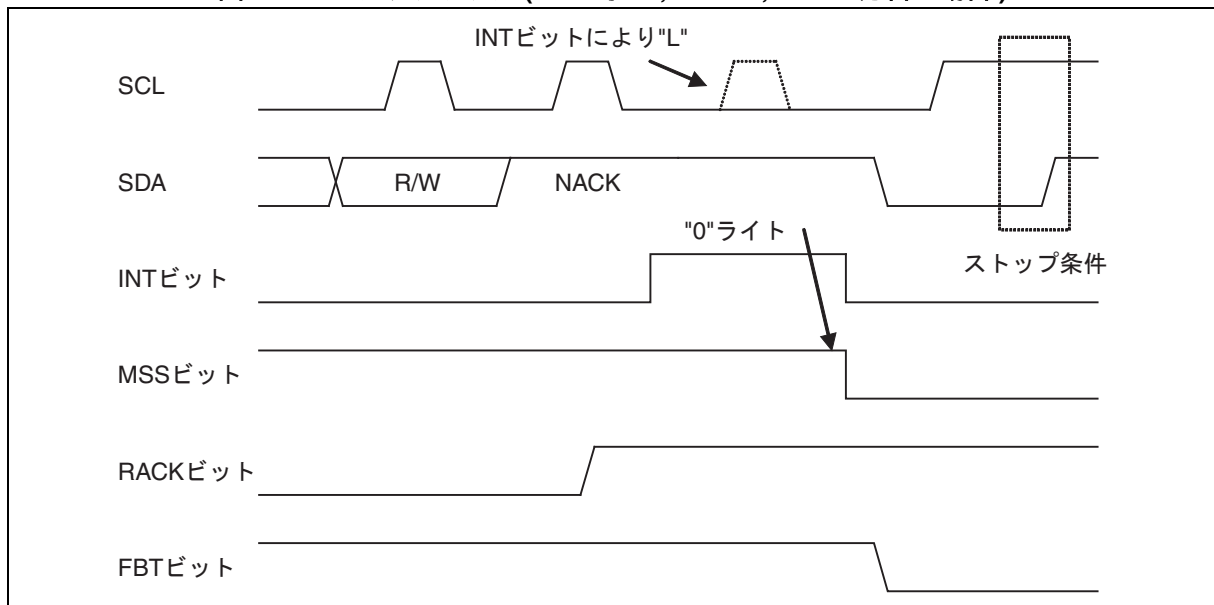 INTビットにより"L"
SCL
SDA
R/W
NACK
"0"ライト
ストップ条件
INTビット
MSSビット
RACKビット
FBTビット